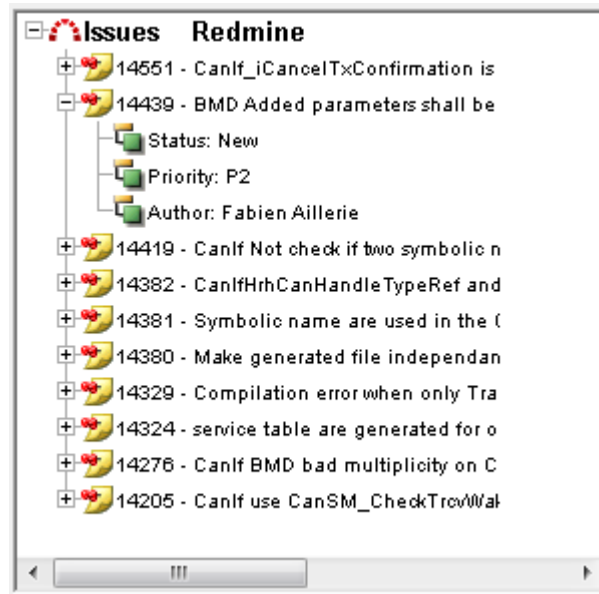 Issues Redmine
14551 - CanIf_iCancelTxConfirmation is
14439 - BMD Added parameters shall be
Status: New
Priority: P2
Author: Fabien Aillerie
14419 - CanIf Not check if two symbolic n
14382 - CanIfHrhCanHandleTypeRef and
14381 - Symbolic name are used in the (
14380 - Make generated file independan
14329 - Compilation error when only Tra
14324 - service table are generated for o
14276 - CanIf BMD bad multiplicity on C
14205 - CanIf use CanSM_CheckTrcvWak